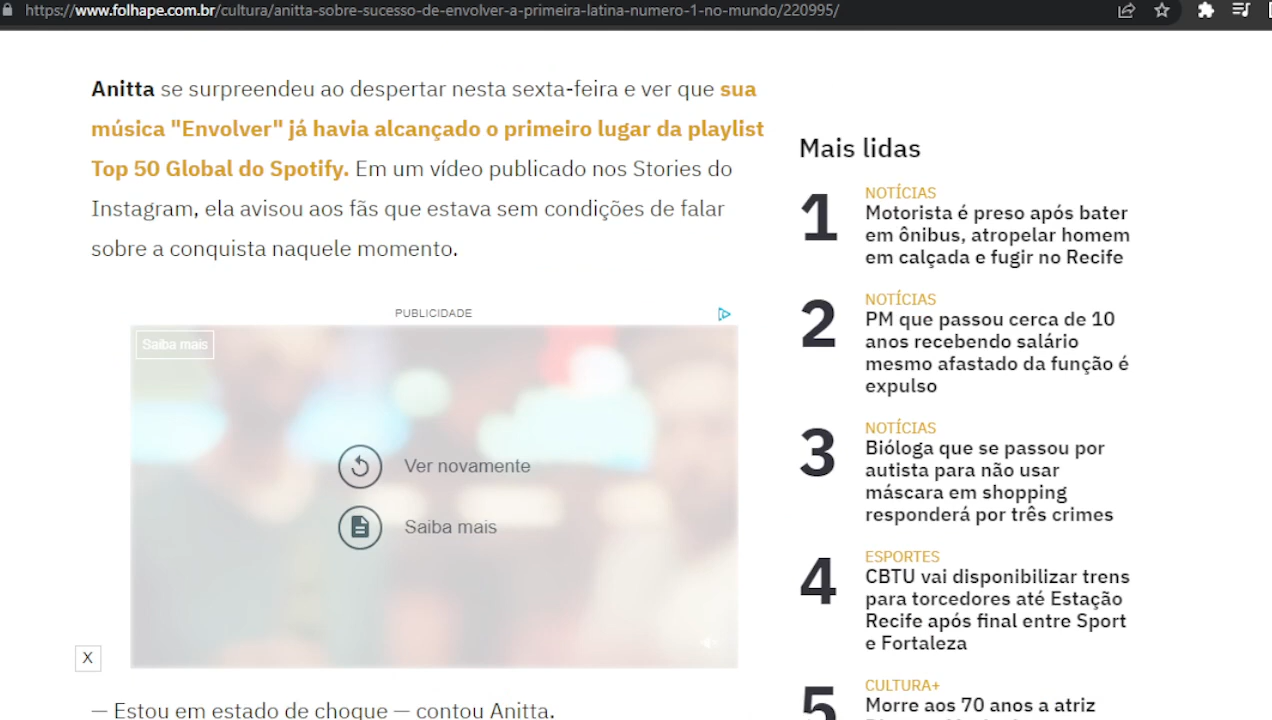 https://www.folhape.com.br/cultura/anitta-sobre-sucesso-de-envolver-a-primeira-latina-numero-1-no-mundo/220995/
Anitta se surpreendeu ao despertar nesta sexta-feira e ver que sua
música "Envolver" já havia alcançado o primeiro lugar da playlist
Top 50 Global do Spotify. Em um vídeo publicado nos Stories do
Instagram, ela avisou aos fãs que estava sem condições de falar
sobre a conquista naquele momento.
PUBLICIDADE
Saiba mais
Ver novamente
Saiba mais
X
— Estou em estado de choque — contou Anitta.
Mais lidas
1
NOTÍCIAS
Motorista é preso após bater
em ônibus, atropelar homem
em calçada e fugir no Recife
2
NOTÍCIAS
PM que passou cerca de 10
anos recebendo salário
mesmo afastado da função é
expulso
3
NOTÍCIAS
Bióloga que se passou por
autista para não usar
máscara em shopping
responderá por três crimes
4
ESPORTES
CBTU vai disponibilizar trens
para torcedores até Estação
Recife após final entre Sport
e Fortaleza
5
CULTURA+
Morre aos 70 anos a atriz